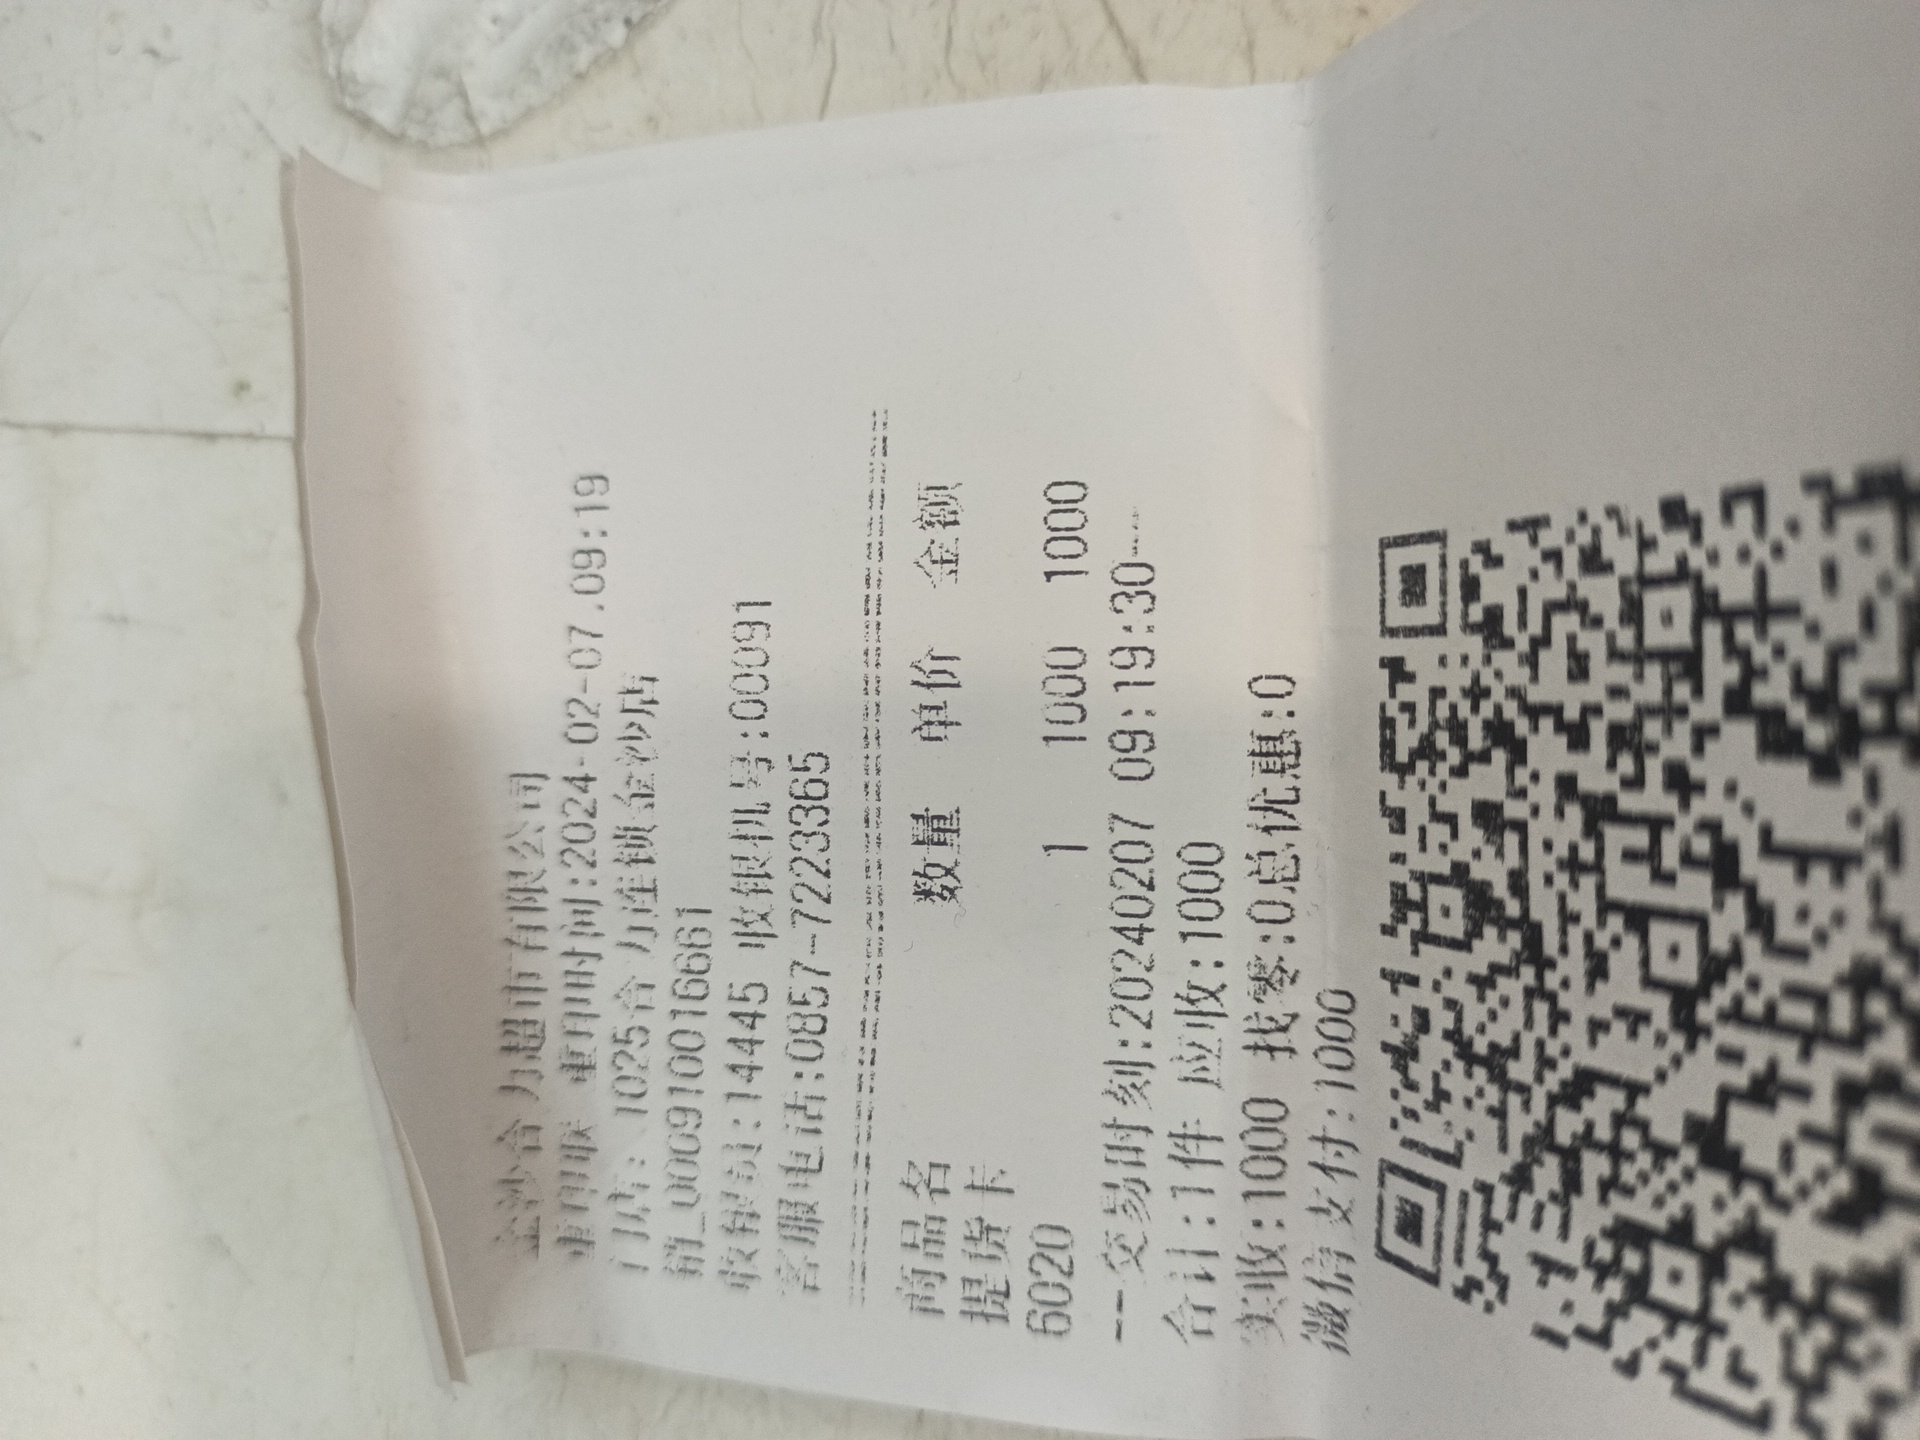 金沙合力超市有限公司
重印联 重印时间:2024-02-07.09:19
门店: 1025合力连锁金沙店
销_000910016661
收银员:14445 收银机号:00091
客服电话:0857-7223365
商品名 数量 单价 金额
提货卡
6020 1 1000 1000
--交易时刻:20240207 09:19:30--
合计:1件 应收:1000
实收:1000 找零:0总优惠:0
微信支付:1000